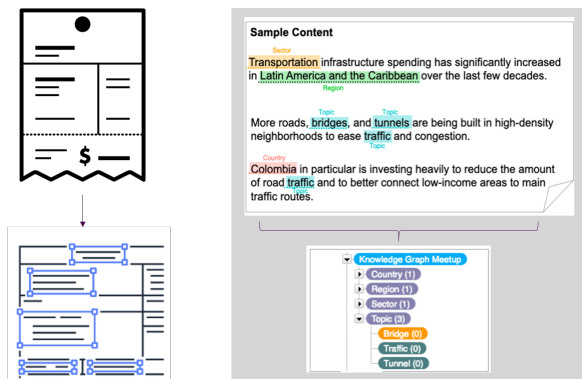 $
Sample Content
Sector
Transportation infrastructure spending has significantly increased
in Latin America and the Caribbean over the last few decades.
Region
Topic Topic
More roads, bridges, and tunnels are being built in high-density
neighborhoods to ease traffic and congestion.
Topic
Country
Colombia in particular is investing heavily to reduce the amount
of road traffic and to better connect low-income areas to main
Topic
traffic routes.
Knowledge Graph Meetup
Country (1)
Region (1)
Sector (1)
Topic (3)
Bridge (0)
Traffic (0)
Tunnel (0)